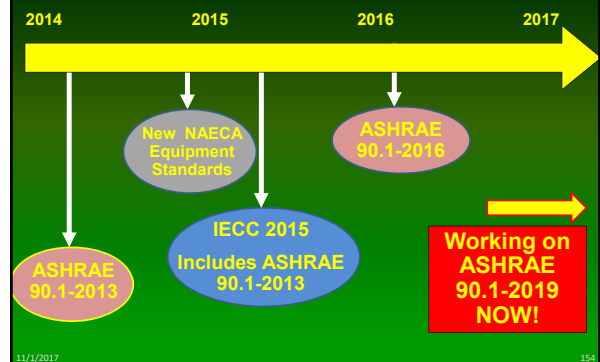 2014 2015 2016 2017
New NAECA
Equipment
Standards
ASHRAE
90.1-2016
IECC 2015
Includes ASHRAE
90.1-2013
ASHRAE
90.1-2013
Working on
ASHRAE
90.1-2019
NOW!
11/1/2017 154